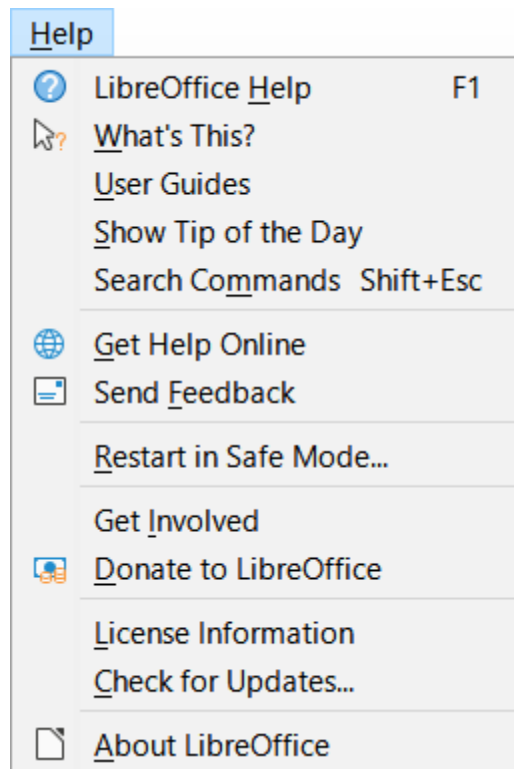 Help
LibreOffice Help F1
What's This?
User Guides
Show Tip of the Day
Search Commands Shift+Esc
Get Help Online
Send Feedback
Restart in Safe Mode...
Get Involved
Donate to LibreOffice
License Information
Check for Updates...
About LibreOffice